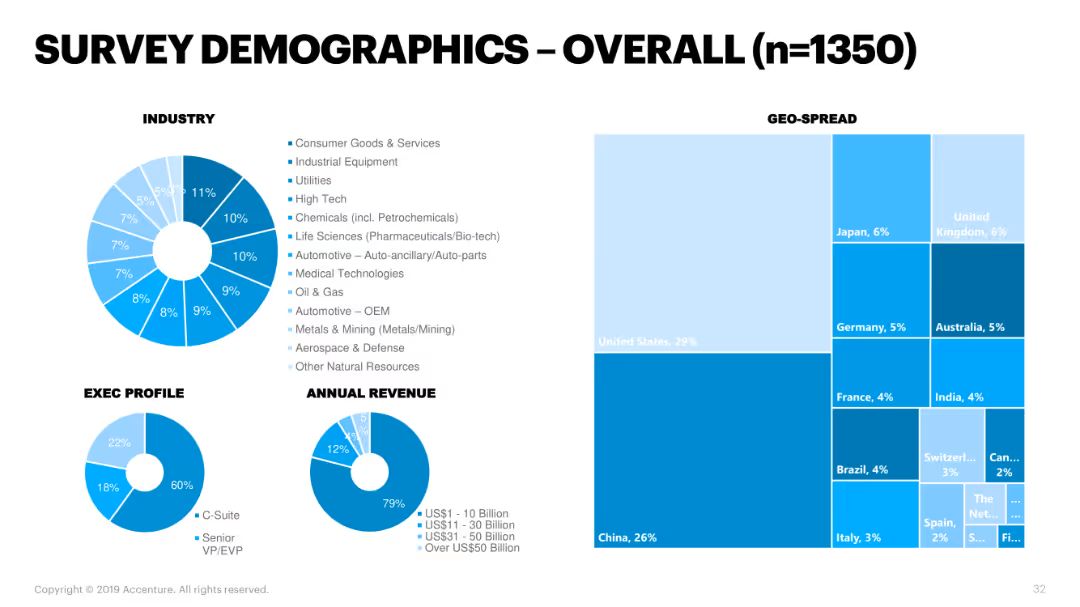 SURVEY DEMOGRAPHICS – OVERALL (n=1350)
INDUSTRY
11%
10%
10%
9%
9%
8%
8%
7%
7%
7%
5%
5%
Consumer Goods & Services
Industrial Equipment
Utilities
High Tech
Chemicals (incl. Petrochemicals)
Life Sciences (Pharmaceuticals/Bio-tech)
Automotive – Auto-ancillary/Auto-parts
Medical Technologies
Oil & Gas
Automotive – OEM
Metals & Mining (Metals/Mining)
Aerospace & Defense
Other Natural Resources
EXEC PROFILE
60%
18%
22%
C-Suite
Senior
VP/EVP
ANNUAL REVENUE
79%
12%
4%
US$1 - 10 Billion
US$11 - 30 Billion
US$31 - 50 Billion
Over US$50 Billion
GEO-SPREAD
United States, 29%
China, 26%
Japan, 6%
United
Kingdom, 6%
Germany, 5%
Australia, 5%
France, 4%
India, 4%
Brazil, 4%
Switzerl...
3%
Can...
2%
Italy, 3%
Spain,
2%
The
Net...
...
...
S...
Fi...
Copyright © 2019 Accenture. All rights reserved.
32